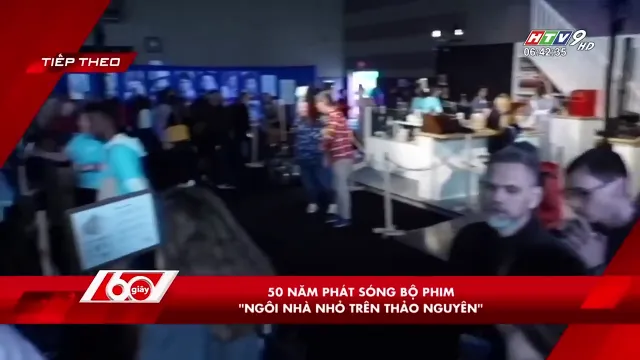 TIẾP THEO
HTV9 HD
06:42:35
60 giây
50 NĂM PHÁT SÓNG BỘ PHIM
"NGÔI NHÀ NHỎ TRÊN THẢO NGUYÊN"